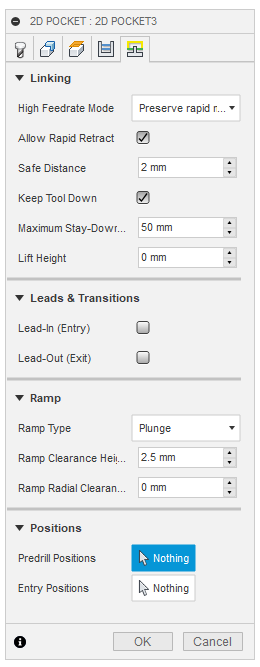 2D POCKET : 2D POCKET3
Linking
High Feedrate Mode Preserve rapid r...
Allow Rapid Retract
Safe Distance 2 mm
Keep Tool Down
Maximum Stay-Down... 50 mm
Lift Height 0 mm
Leads & Transitions
Lead-In (Entry)
Lead-Out (Exit)
Ramp
Ramp Type Plunge
Ramp Clearance Hei... 2.5 mm
Ramp Radial Clearan... 0 mm
Positions
Predrill Positions Nothing
Entry Positions Nothing
OK Cancel